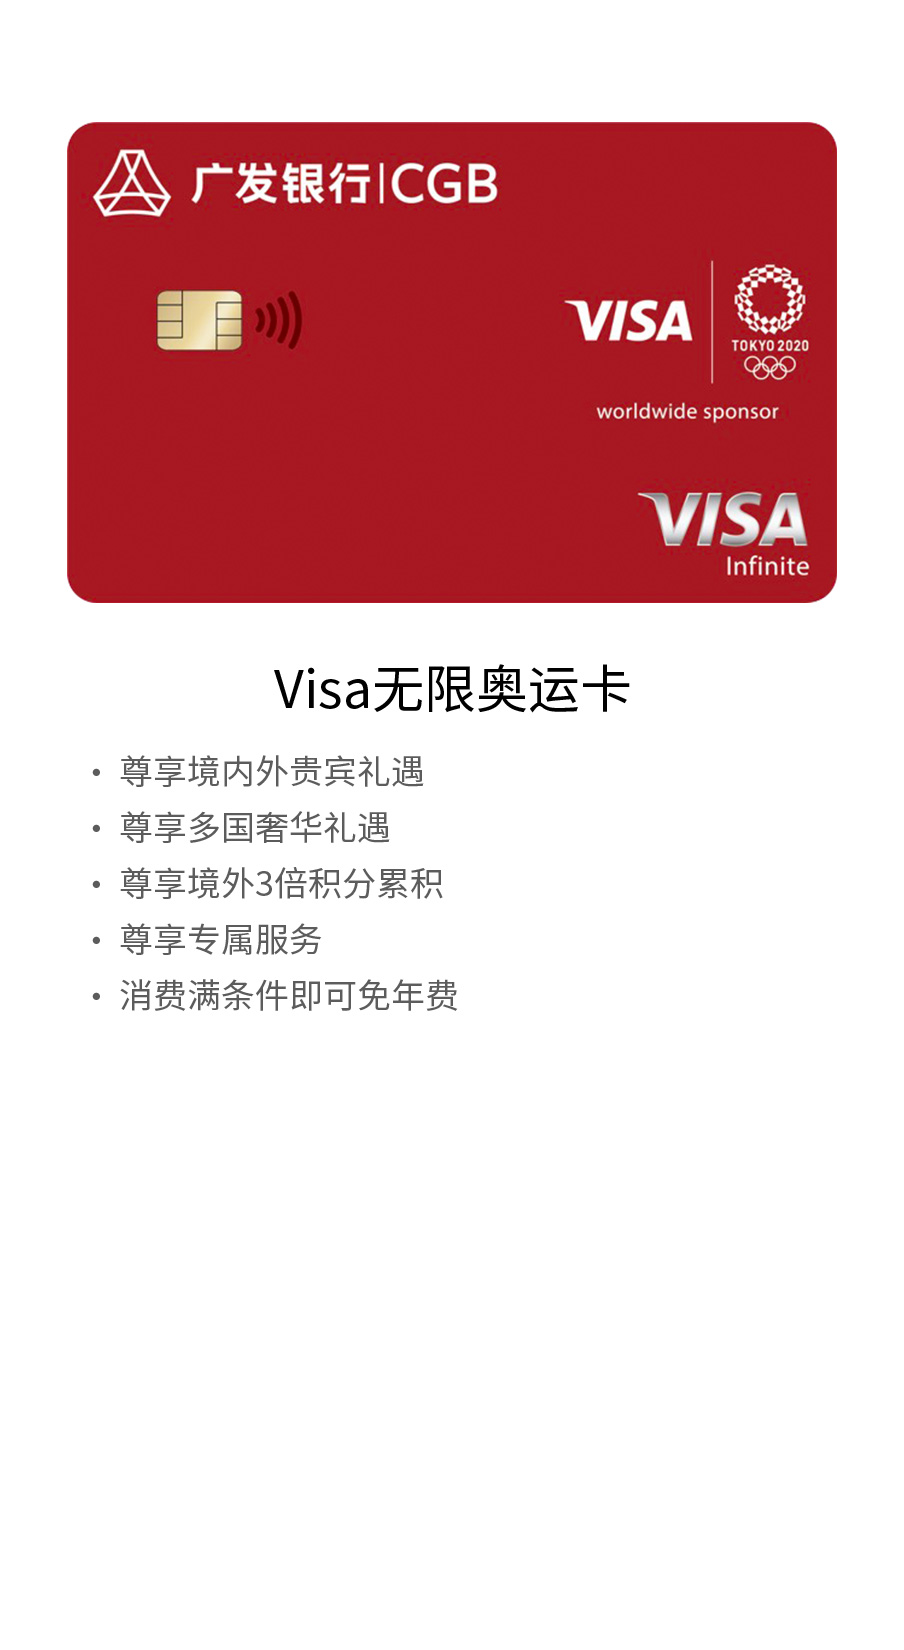 广发银行|CGB
VISA
TOKYO 2020
worldwide sponsor
VISA
Infinite
Visa无限奥运卡
• 尊享境内外贵宾礼遇
• 尊享多国奢华礼遇
• 尊享境外3倍积分累积
• 尊享专属服务
• 消费满条件即可免年费